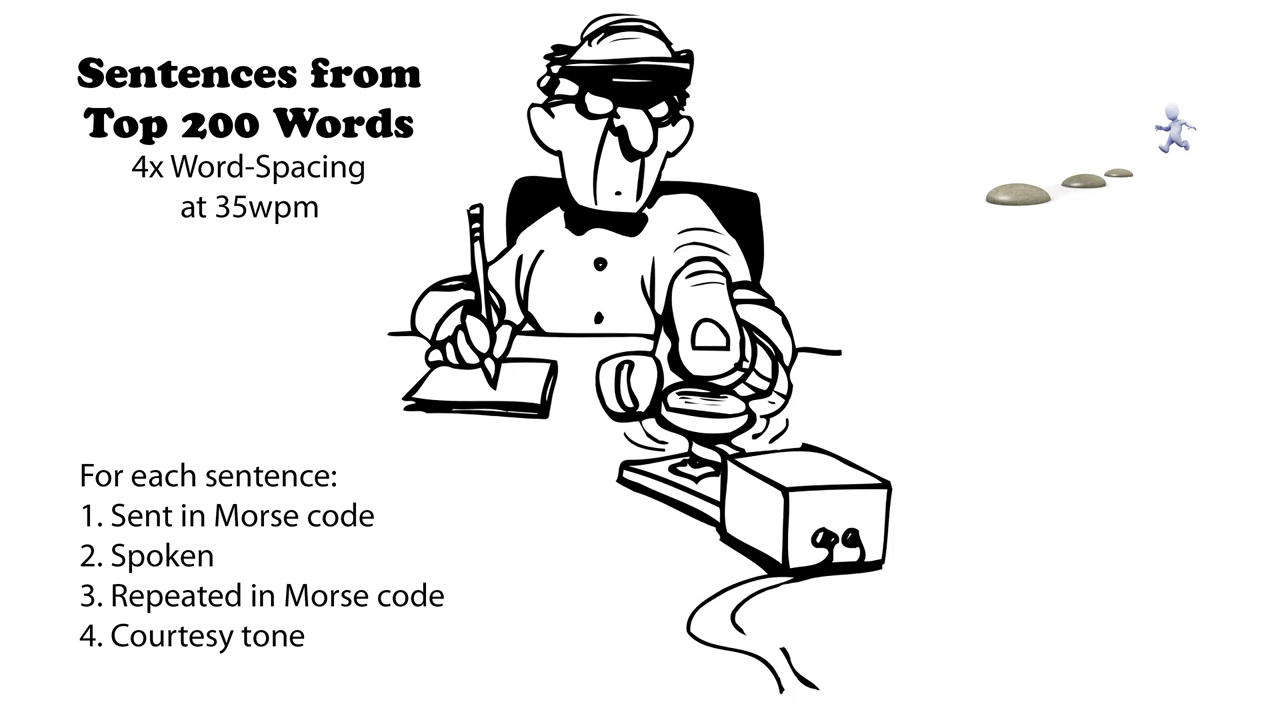 Sentences from
Top 200 Words
4x Word-Spacing
at 35wpm
For each sentence:
1. Sent in Morse code
2. Spoken
3. Repeated in Morse code
4. Courtesy tone